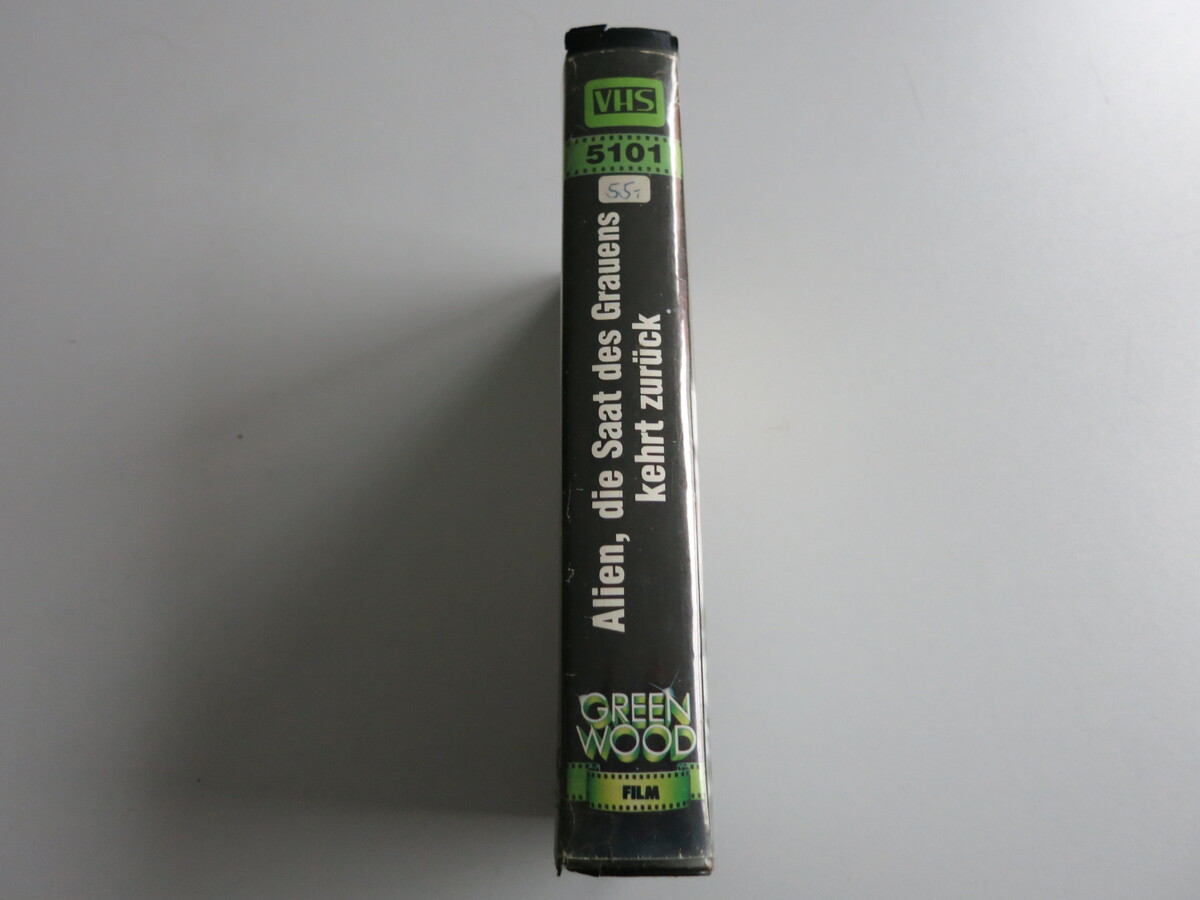 VHS
5101
55,-
Alien, die Saat des Grauens
kehrt zurück
GREEN
WOOD
FILM